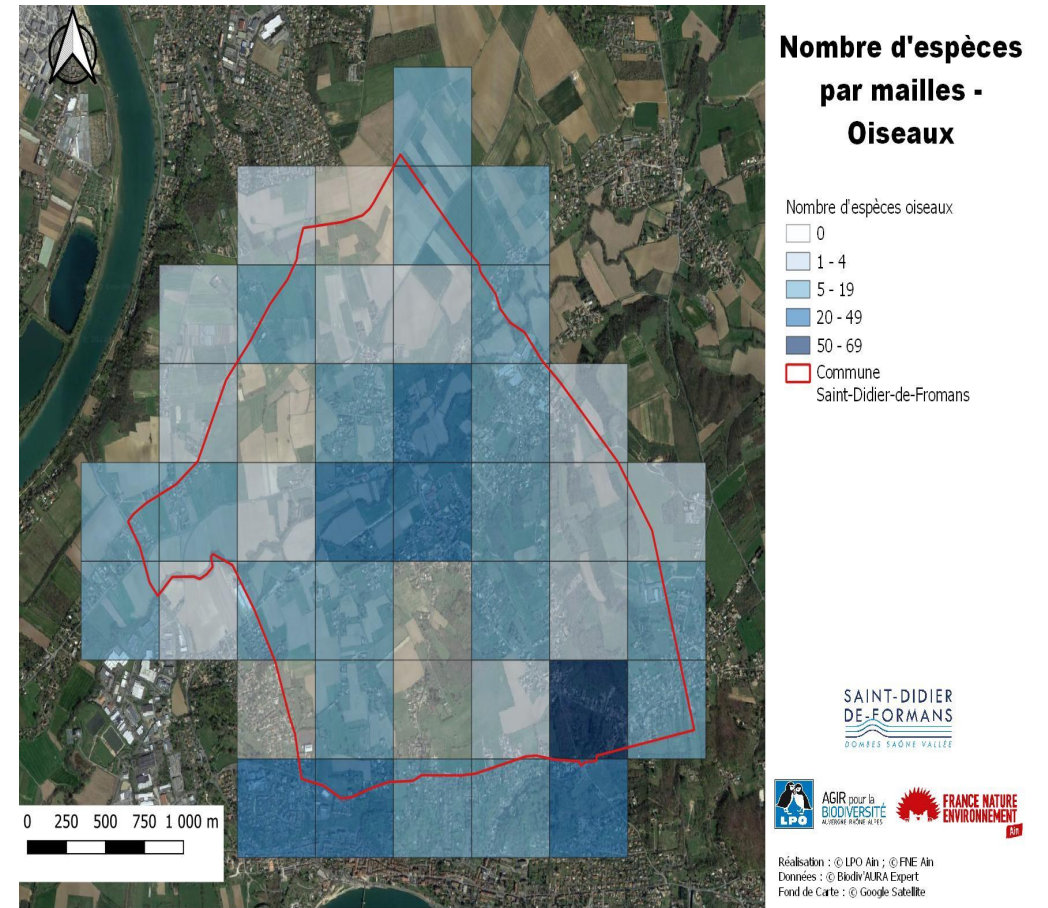 Nombre d'espèces
par mailles -
Oiseaux
Nombre d'espèces oiseaux
0
1 - 4
5 - 19
20 - 49
50 - 69
Commune
Saint-Didier-de-Fromans
0 250 500 750 1 000 m
SAINT-DIDIER
DE-FORMANS
DOMBES SAÔNE VALLÉE
LPO
AGIR pour la
BIODIVERSITÉ
AUVERGNE-RHÔNE-ALPES
FRANCE NATURE
ENVIRONNEMENT
Ain
Réalisation : © LPO Ain ; © FNE Ain
Données : © Biodiv'AURA Expert
Fond de Carte : © Google Satellite